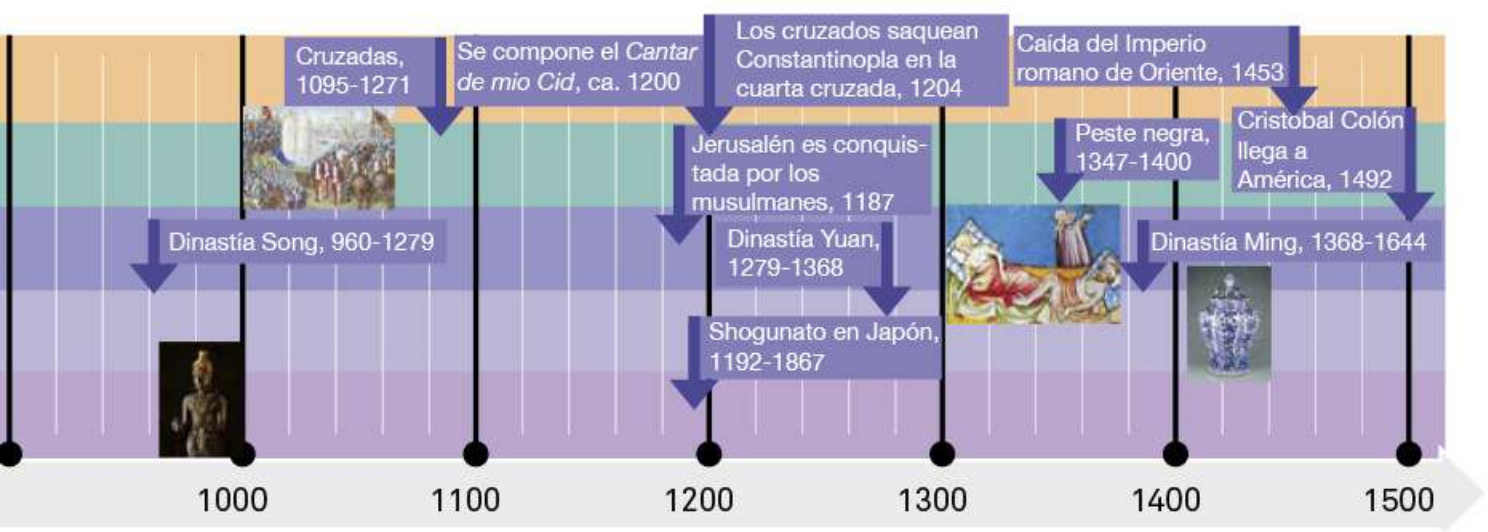 Cruzadas,
1095-1271
Se compone el Cantar
de mio Cid, ca. 1200
Los cruzados saquean
Constantinopla en la
cuarta cruzada, 1204
Caída del Imperio
romano de Oriente, 1453
Jerusalén es conquis-
tada por los
musulmanes, 1187
Peste negra,
1347-1400
Cristobal Colón
llega a
América, 1492
Dinastía Song, 960-1279
Dinastía Yuan,
1279-1368
Dinastía Ming, 1368-1644
Shogunato en Japón,
1192-1867
1000
1100
1200
1300
1400
1500